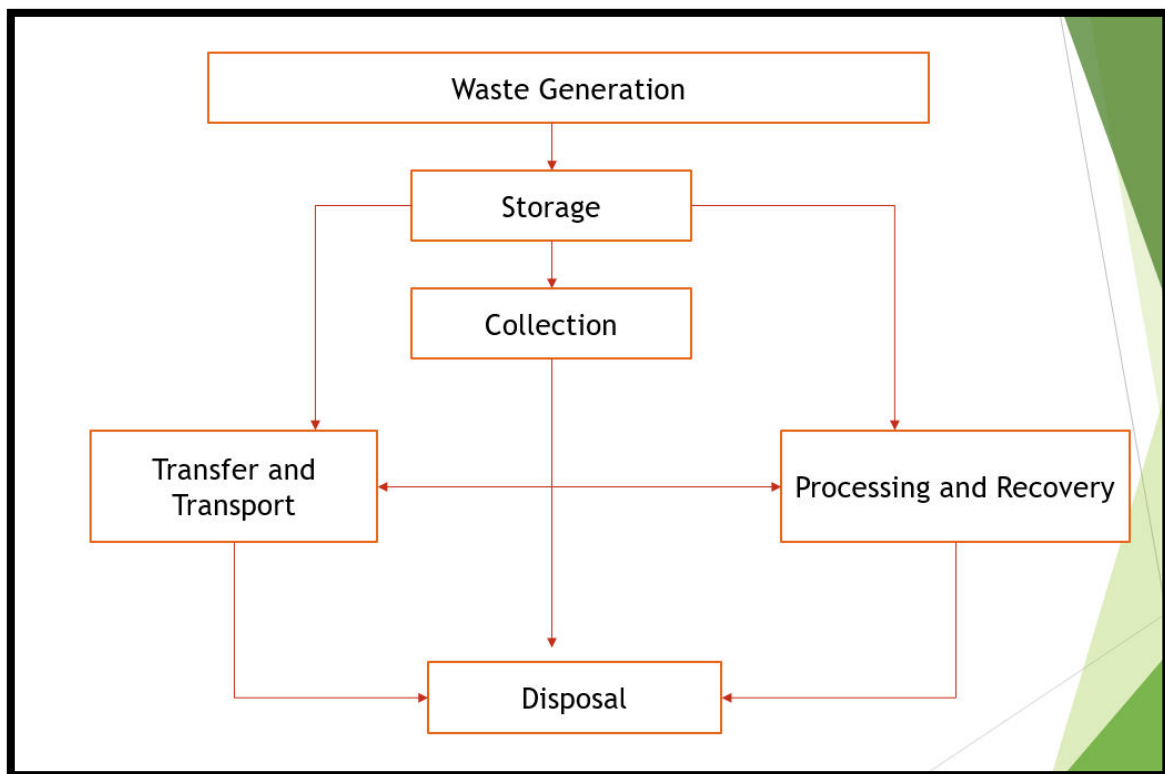 Waste Generation
Storage
Collection
Transfer and
Transport
Processing and Recovery
Disposal